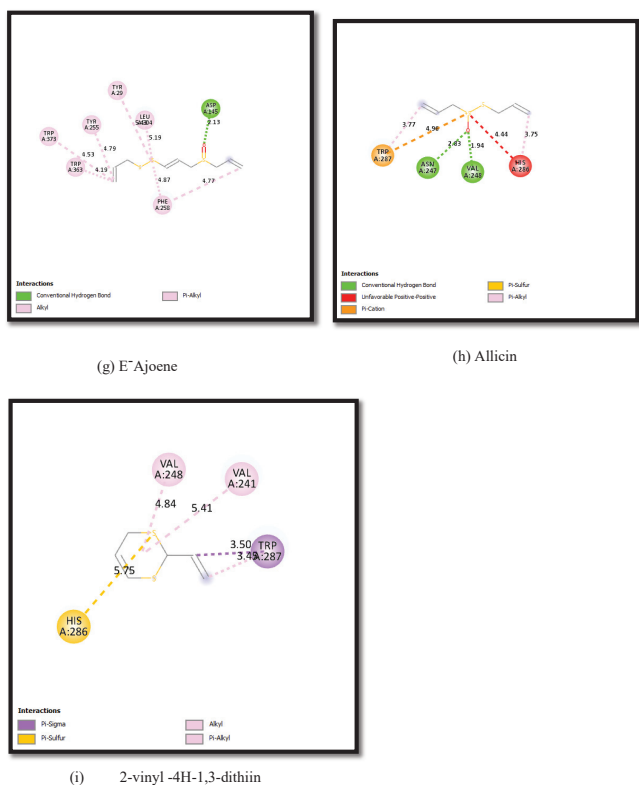 TYR
A:29
ASP
A:145
2.13
TYR
A:255
LEU
TRP
A:373
4.79
5.19
4.53
TRP
A:363
4.19
4.87
4.77
PHE
A:258
Interactions
Conventional Hydrogen Bond
Alkyl
Pi-Alkyl
(g) E-Ajoene
3.77
4.90
4.44
3.75
TRP
A:287
2.83
1.94
ASN
A:247
VAL
A:248
HIS
A:286
Interactions
Conventional Hydrogen Bond
Unfavorable Positive-Positive
Pi-Cation
Pi-Sulfur
Pi-Alkyl
(h) Allicin
VAL
A:248
VAL
A:241
4.84
5.41
3.50
TRP
A:287
S
5.75
HIS
A:286
Interactions
Pi-Sigma
Pi-Sulfur
Alkyl
Pi-Alkyl
(i) 2-vinyl -4H-1,3-dithiin